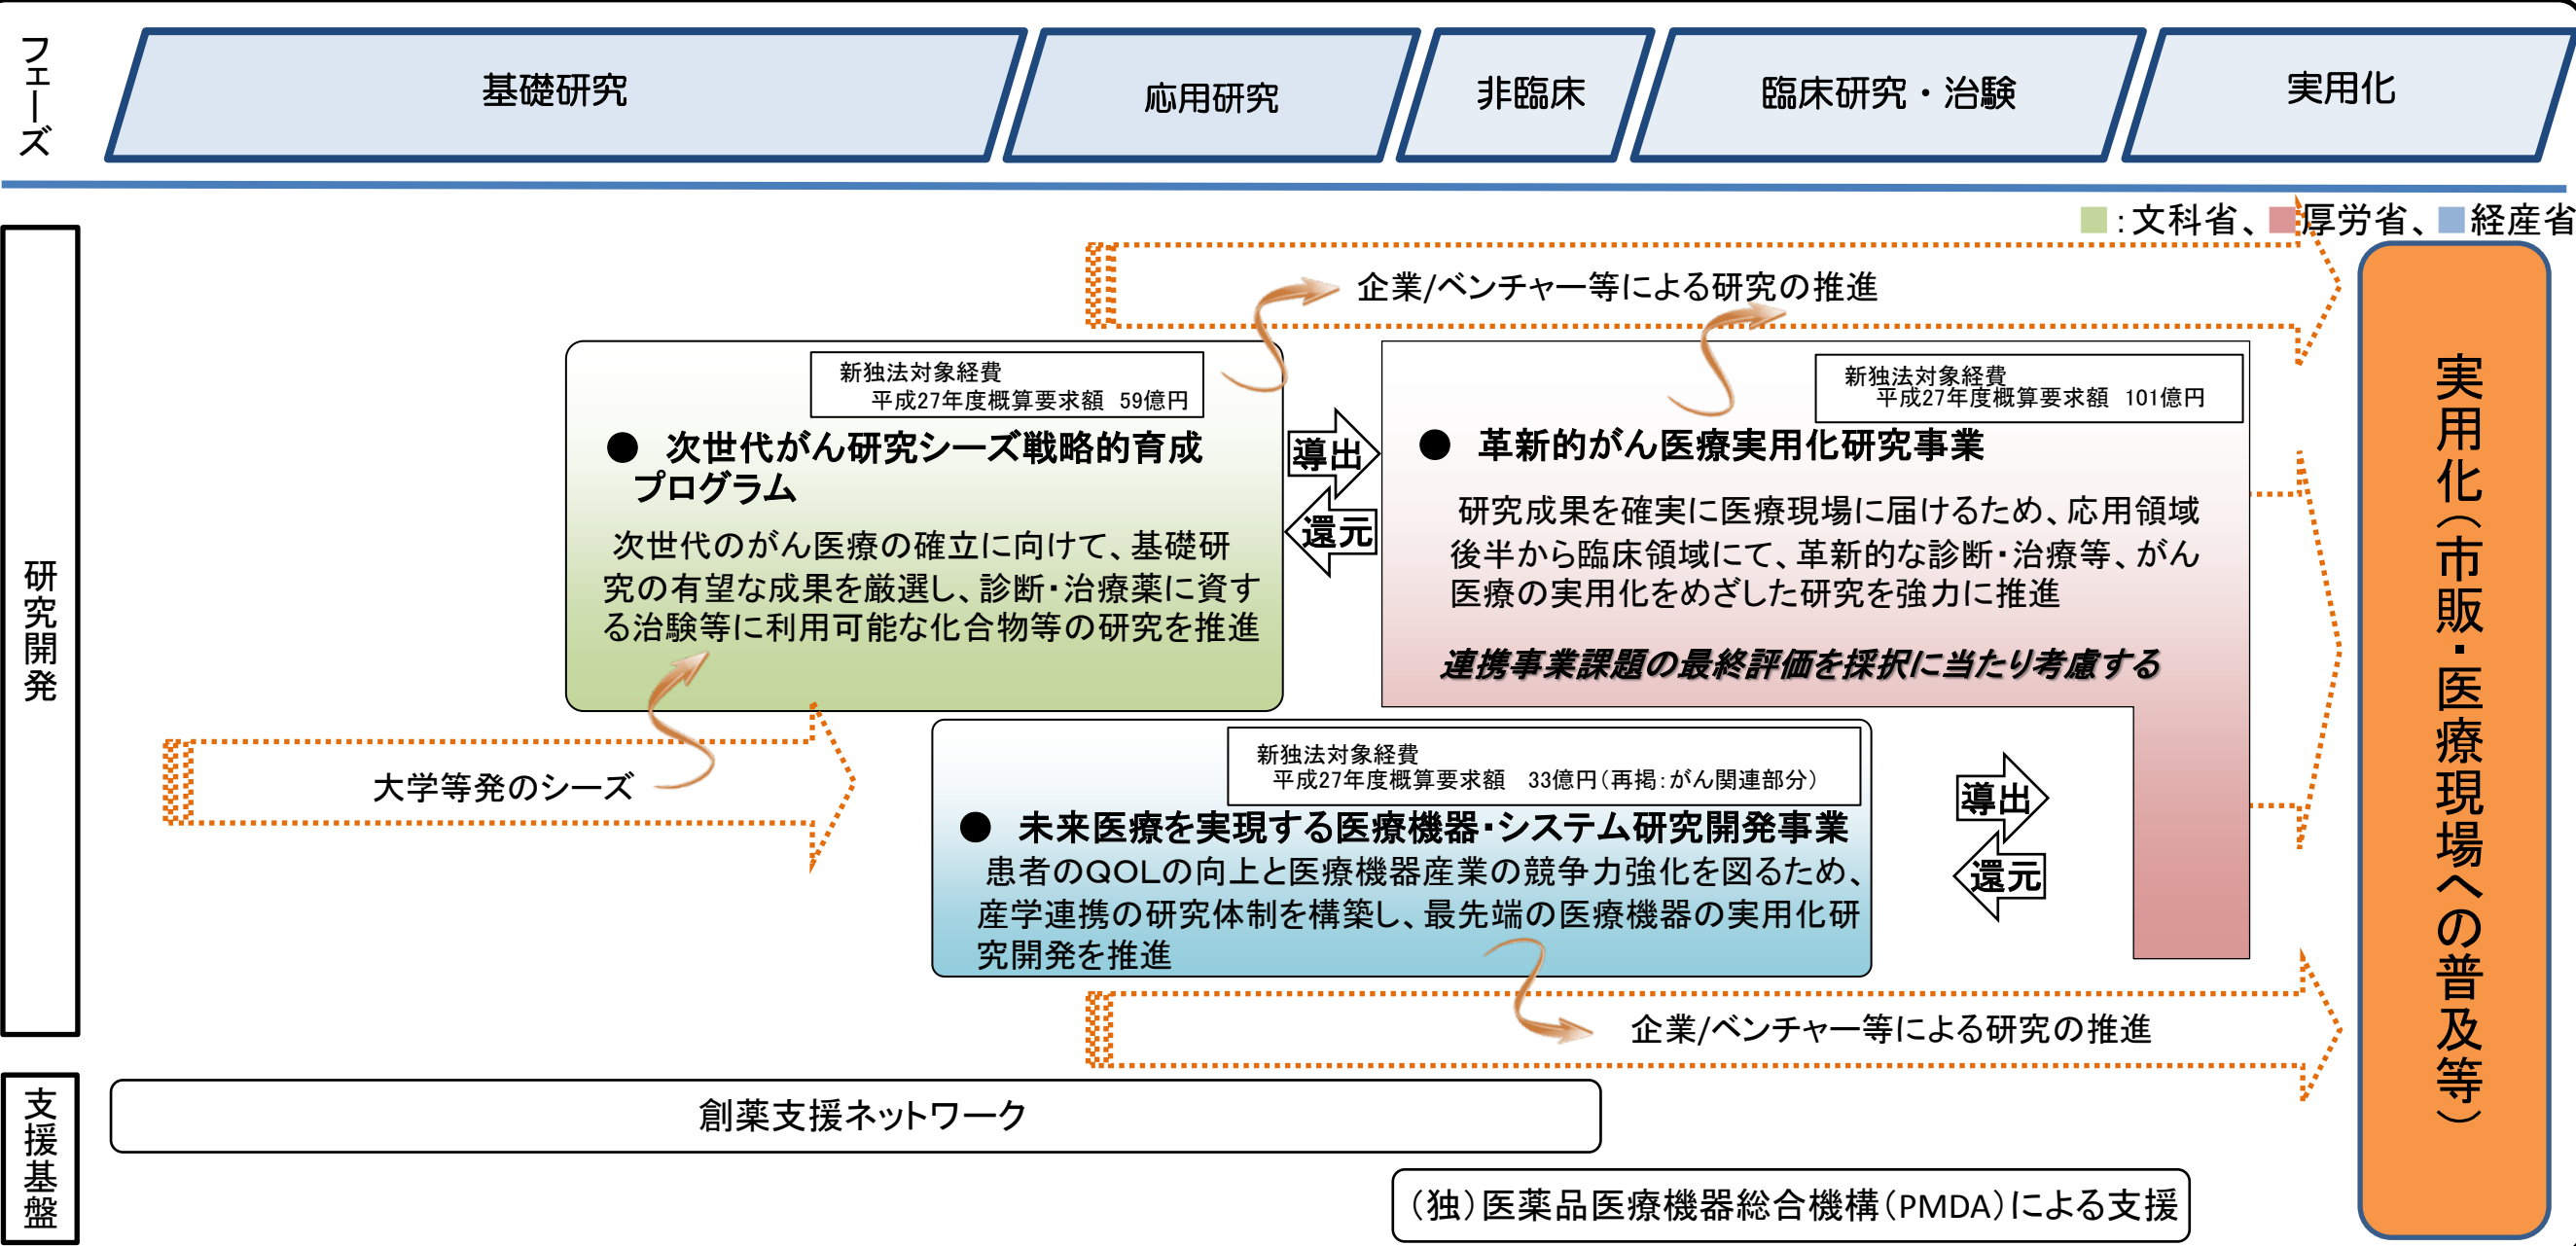 フェーズ
基礎研究
応用研究
非臨床
臨床研究・治験
実用化
：文科省、 厚労省、 経産省
研究開発
企業/ベンチャー等による研究の推進
新独法対象経費
平成27年度概算要求額 59億円
● 次世代がん研究シーズ戦略的育成
プログラム
次世代のがん医療の確立に向けて、基礎研
究の有望な成果を厳選し、診断・治療薬に資す
る治験等に利用可能な化合物等の研究を推進
導出
還元
新独法対象経費
平成27年度概算要求額 101億円
● 革新的がん医療実用化研究事業
研究成果を確実に医療現場に届けるため、応用領域
後半から臨床領域にて、革新的な診断・治療等、がん
医療の実用化をめざした研究を強力に推進
連携事業課題の最終評価を採択に当たり考慮する
大学等発のシーズ
新独法対象経費
平成27年度概算要求額 33億円（再掲：がん関連部分）
● 未来医療を実現する医療機器・システム研究開発事業
患者のQOLの向上と医療機器産業の競争力強化を図るため、
産学連携の研究体制を構築し、最先端の医療機器の実用化研
究開発を推進
導出
還元
企業/ベンチャー等による研究の推進
実用化（市販・医療現場への普及等）
支援基盤
創薬支援ネットワーク
（独）医薬品医療機器総合機構（PMDA）による支援